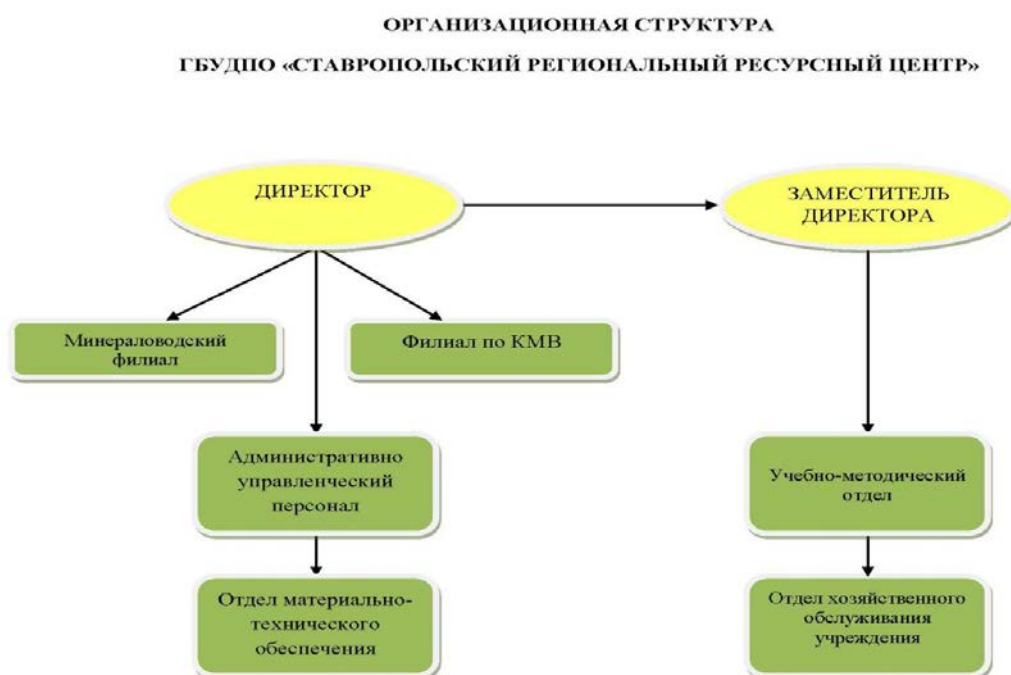 ОРГАНИЗАЦИОННАЯ СТРУКТУРА
ГБУДПО «СТАВРОПОЛЬСКИЙ РЕГИОНАЛЬНЫЙ РЕСУРСНЫЙ ЦЕНТР»
ДИРЕКТОР
ЗАМЕСТИТЕЛЬ
ДИРЕКТОРА
Минераловодский
филиал
Филиал по КМВ
Административно
управленческий
персонал
Учебно-методический
отдел
Отдел материально-
технического
обеспечения
Отдел хозяйственного
обслуживания
учреждения